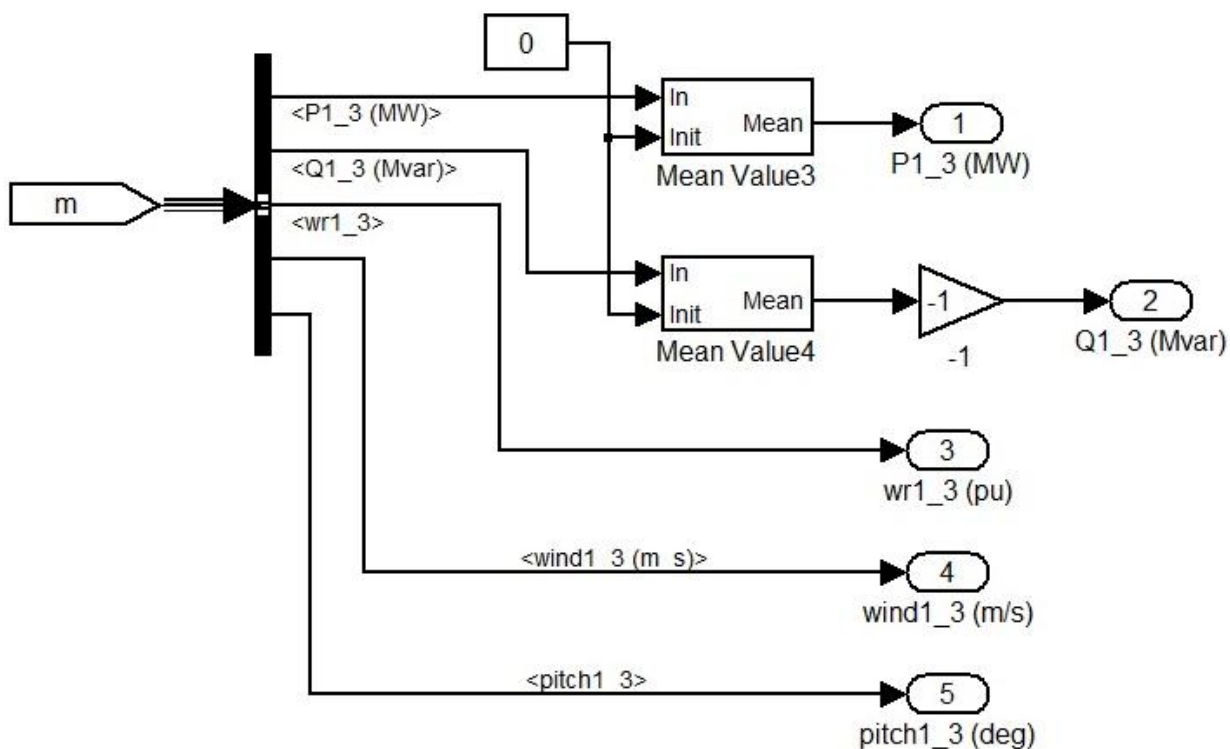 0
<P1_3 (MW)>
In
Init
Mean
Mean Value3
1
P1_3 (MW)
<Q1_3 (Mvar)>
m
<wr1_3>
In
Init
Mean
Mean Value4
-1
-1
2
Q1_3 (Mvar)
3
wr1_3 (pu)
<wind1_3 (m_s)>
4
wind1_3 (m/s)
<pitch1_3>
5
pitch1_3 (deg)